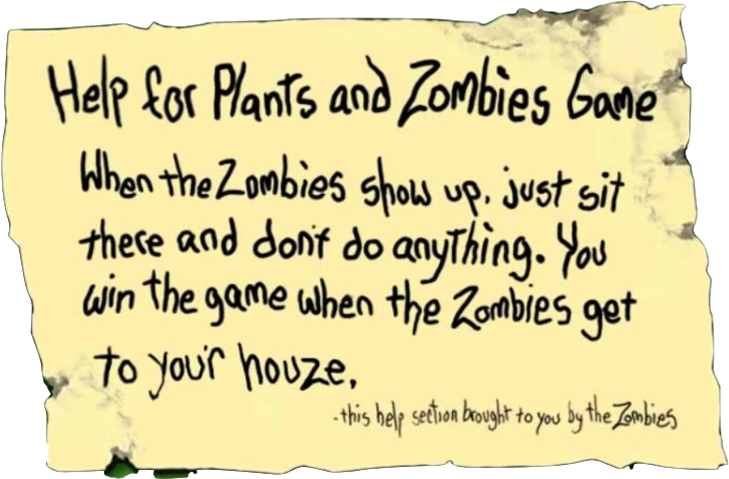 Help for Plants and Zombies Game
When the Zombies show up, just sit
there and don't do anything. You
win the game when the Zombies get
to your houze.
-this help section brought to you by the Zombies